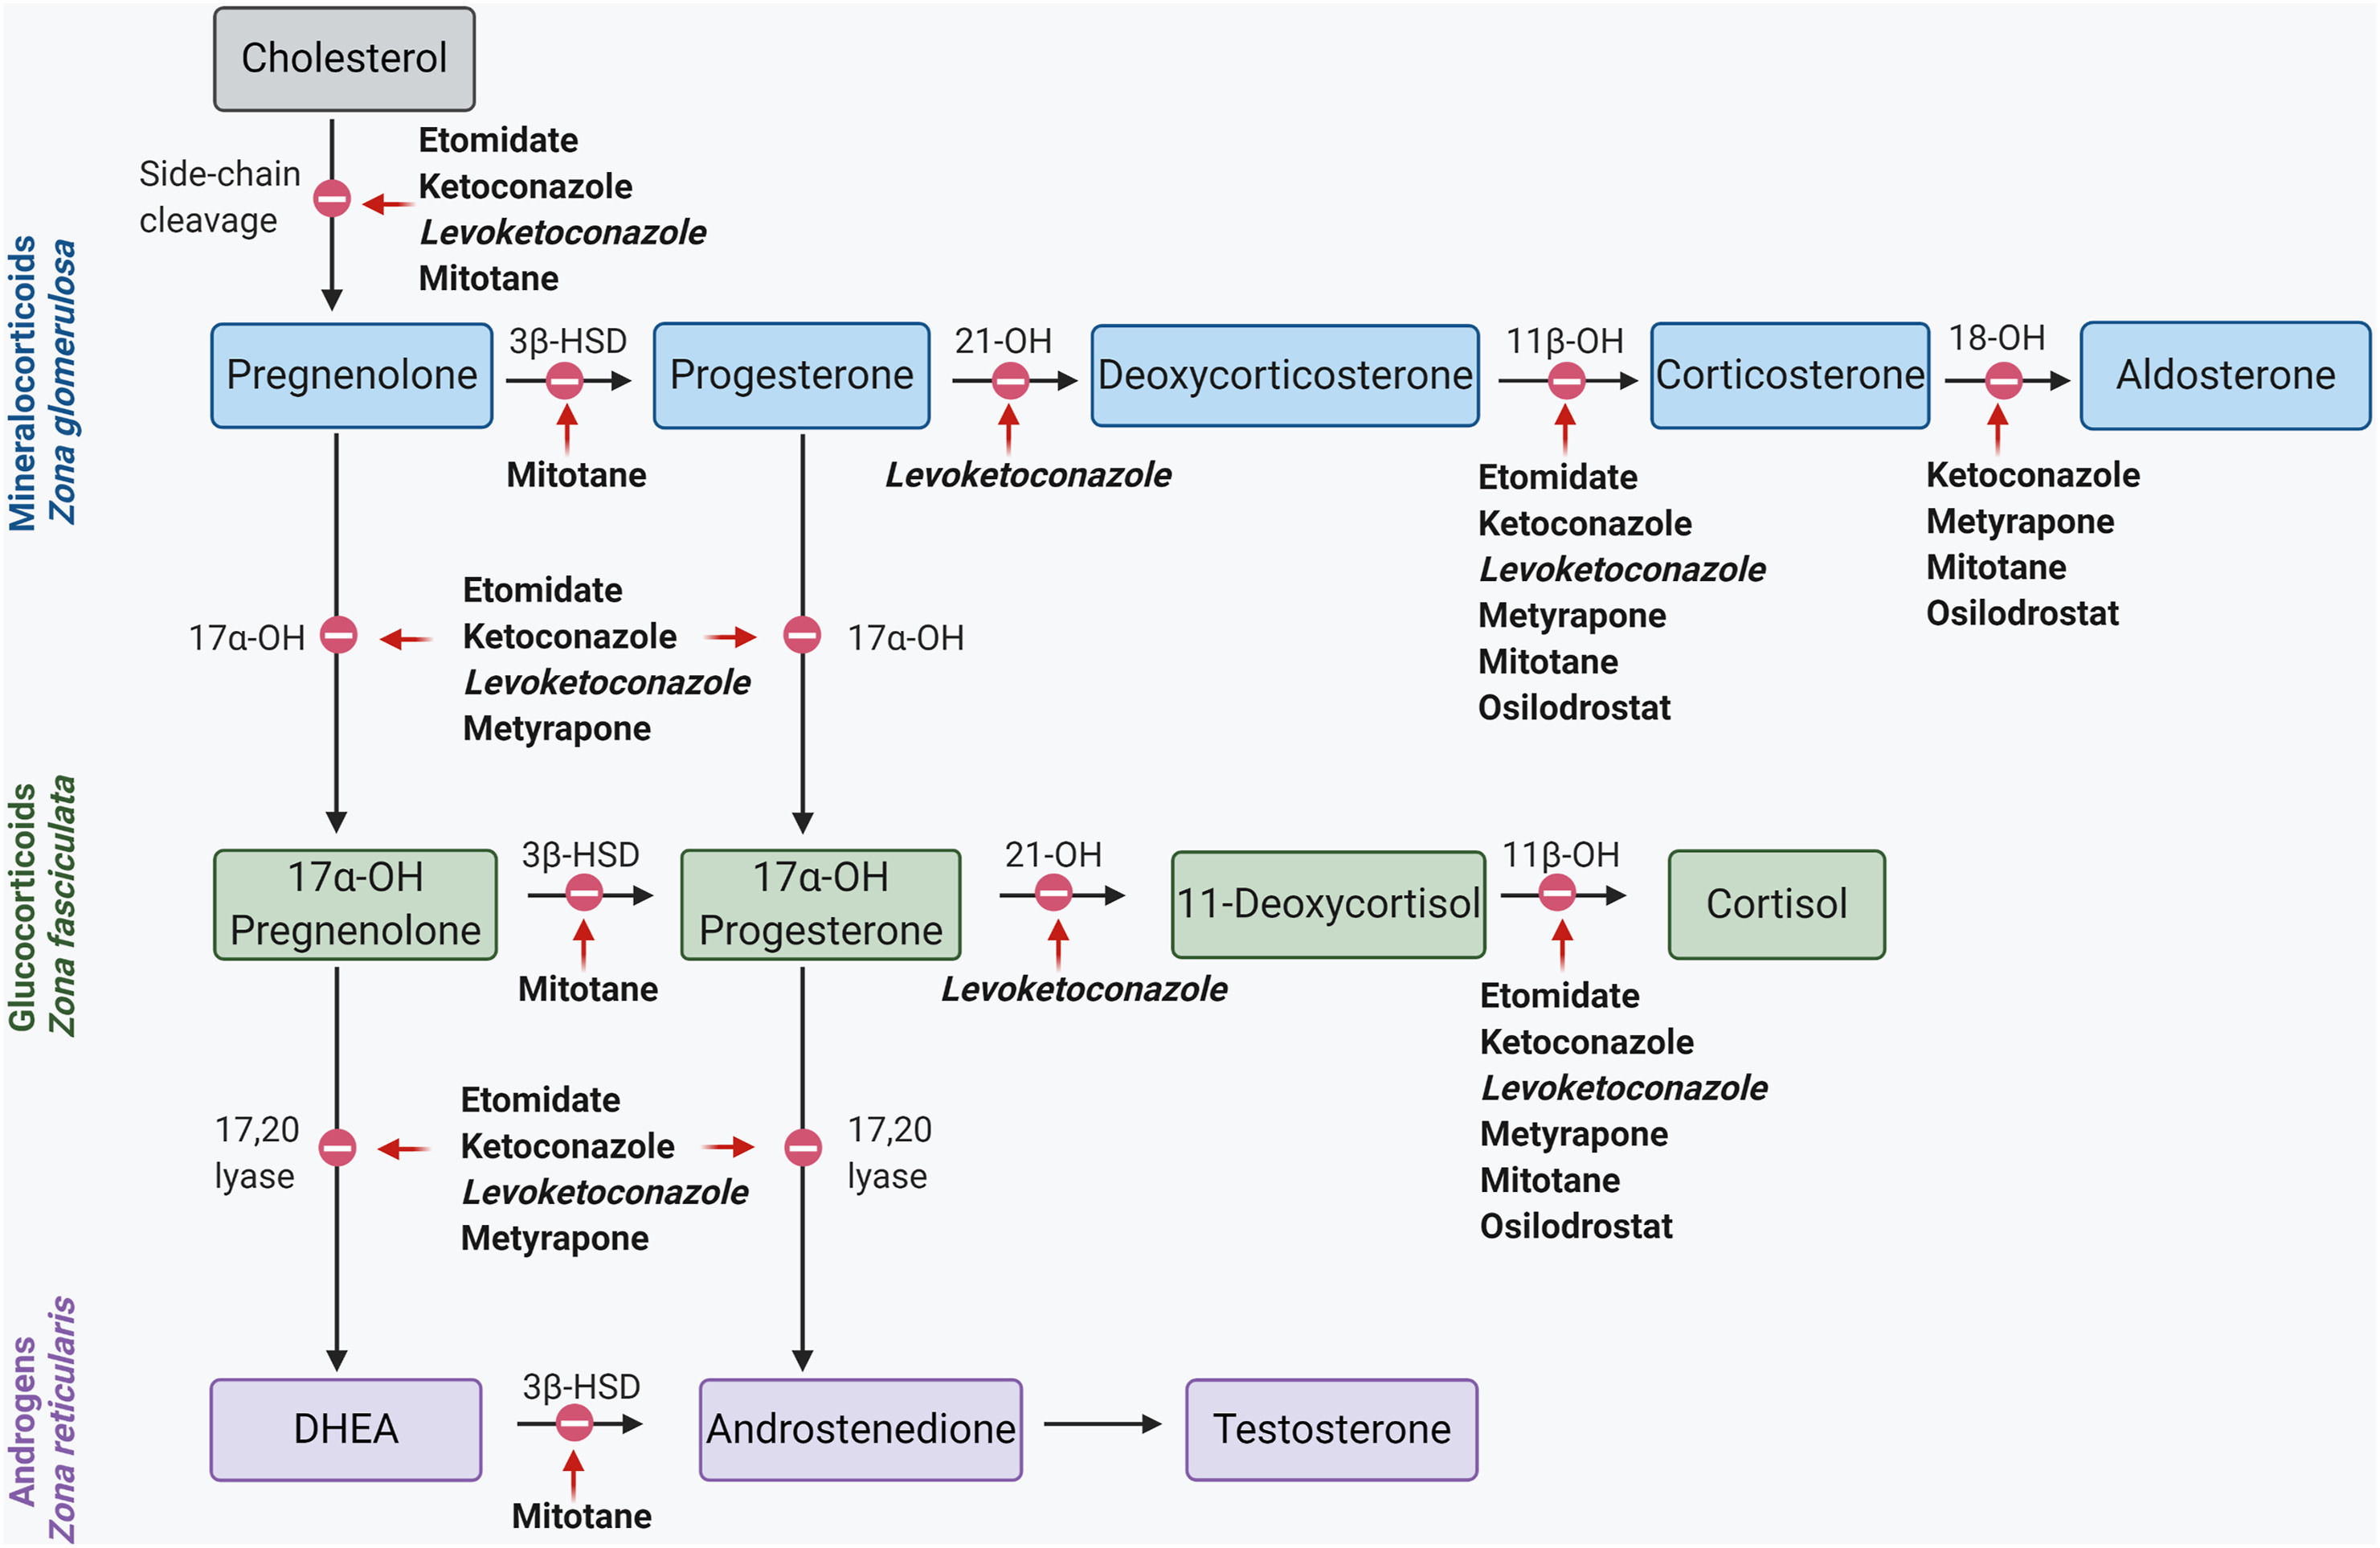 Cholesterol
Side-chain
cleavage
Etomidate
Ketoconazole
Levoketoconazole
Mitotane
Mineralocorticoids
Zona glomerulosa
Pregnenolone
3β-HSD
Mitotane
Progesterone
21-OH
Levoketoconazole
Deoxycorticosterone
11β-OH
Etomidate
Ketoconazole
Levoketoconazole
Metyrapone
Mitotane
Osilodrostat
Corticosterone
18-OH
Ketoconazole
Metyrapone
Mitotane
Osilodrostat
Aldosterone
17α-OH
Etomidate
Ketoconazole
Levoketoconazole
Metyrapone
17α-OH
Glucocorticoids
Zona fasciculata
17α-OH
Pregnenolone
3β-HSD
Mitotane
17α-OH
Progesterone
21-OH
Levoketoconazole
11-Deoxycortisol
11β-OH
Etomidate
Ketoconazole
Levoketoconazole
Metyrapone
Mitotane
Osilodrostat
Cortisol
17,20
lyase
Etomidate
Ketoconazole
Levoketoconazole
Metyrapone
17,20
lyase
Androgens
Zona reticularis
DHEA
3β-HSD
Mitotane
Androstenedione
Testosterone